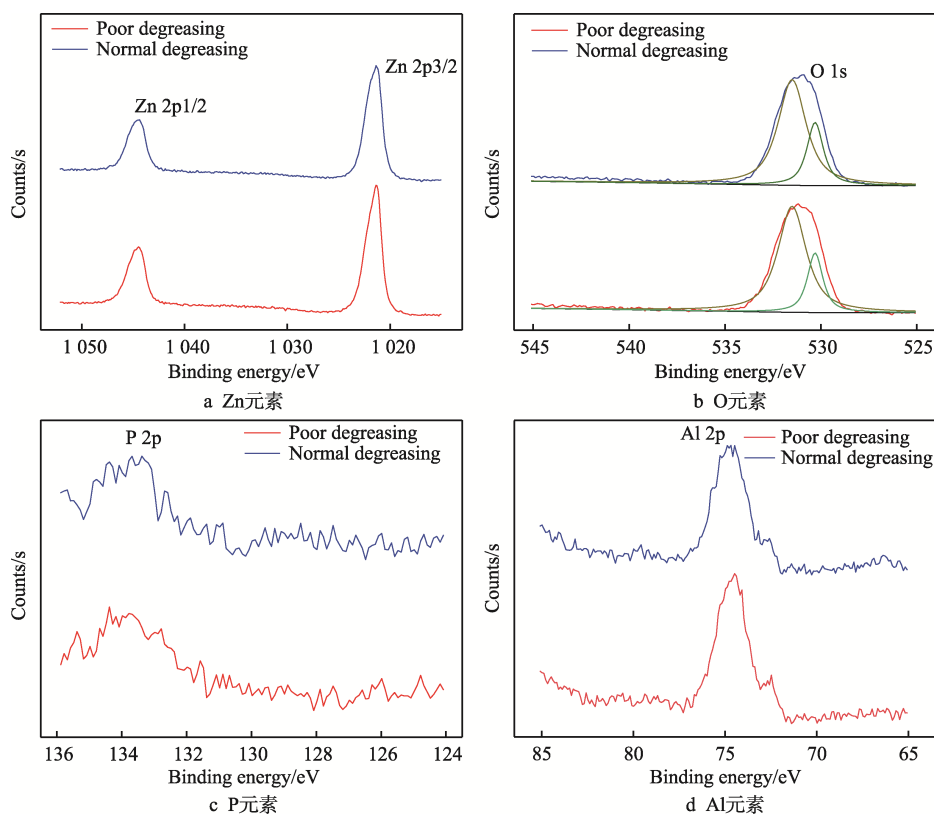 Poor degreasing
Normal degreasing
Zn 2p3/2
Zn 2p1/2
Counts/s
1 050 1 040 1 030 1 020
Binding energy/eV
a Zn元素
Poor degreasing
Normal degreasing
O 1s
Counts/s
545 540 535 530 525
Binding energy/eV
b O元素
P 2p
Poor degreasing
Normal degreasing
Counts/s
136 134 132 130 128 126 124
Binding energy/eV
c P元素
Al 2p
Poor degreasing
Normal degreasing
Counts/s
85 80 75 70 65
Binding energy/eV
d Al元素